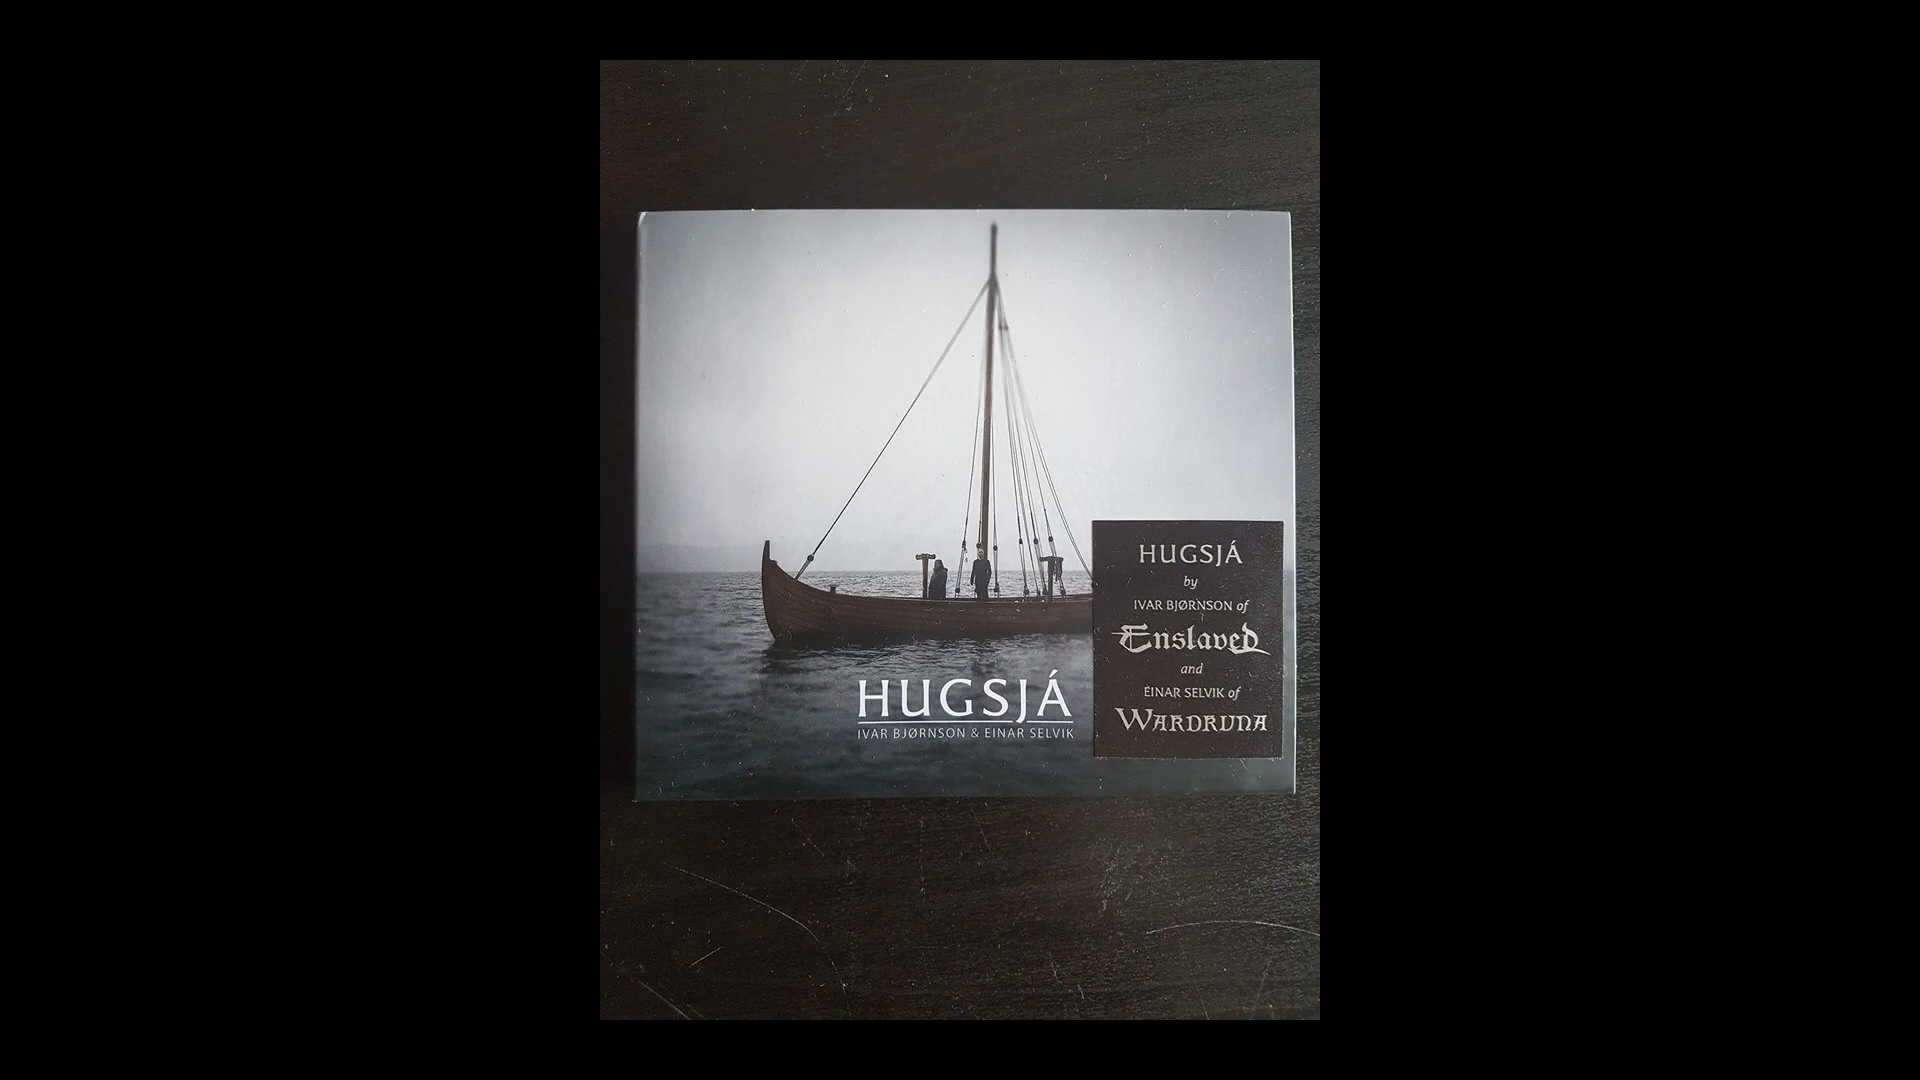 HUGSJÁ
IVAR BJØRNSON & EINAR SELVIK
HUGSJÁ
by
IVAR BJØRNSON of
Enslaved
and
EINAR SELVIK of
WARDRUNA